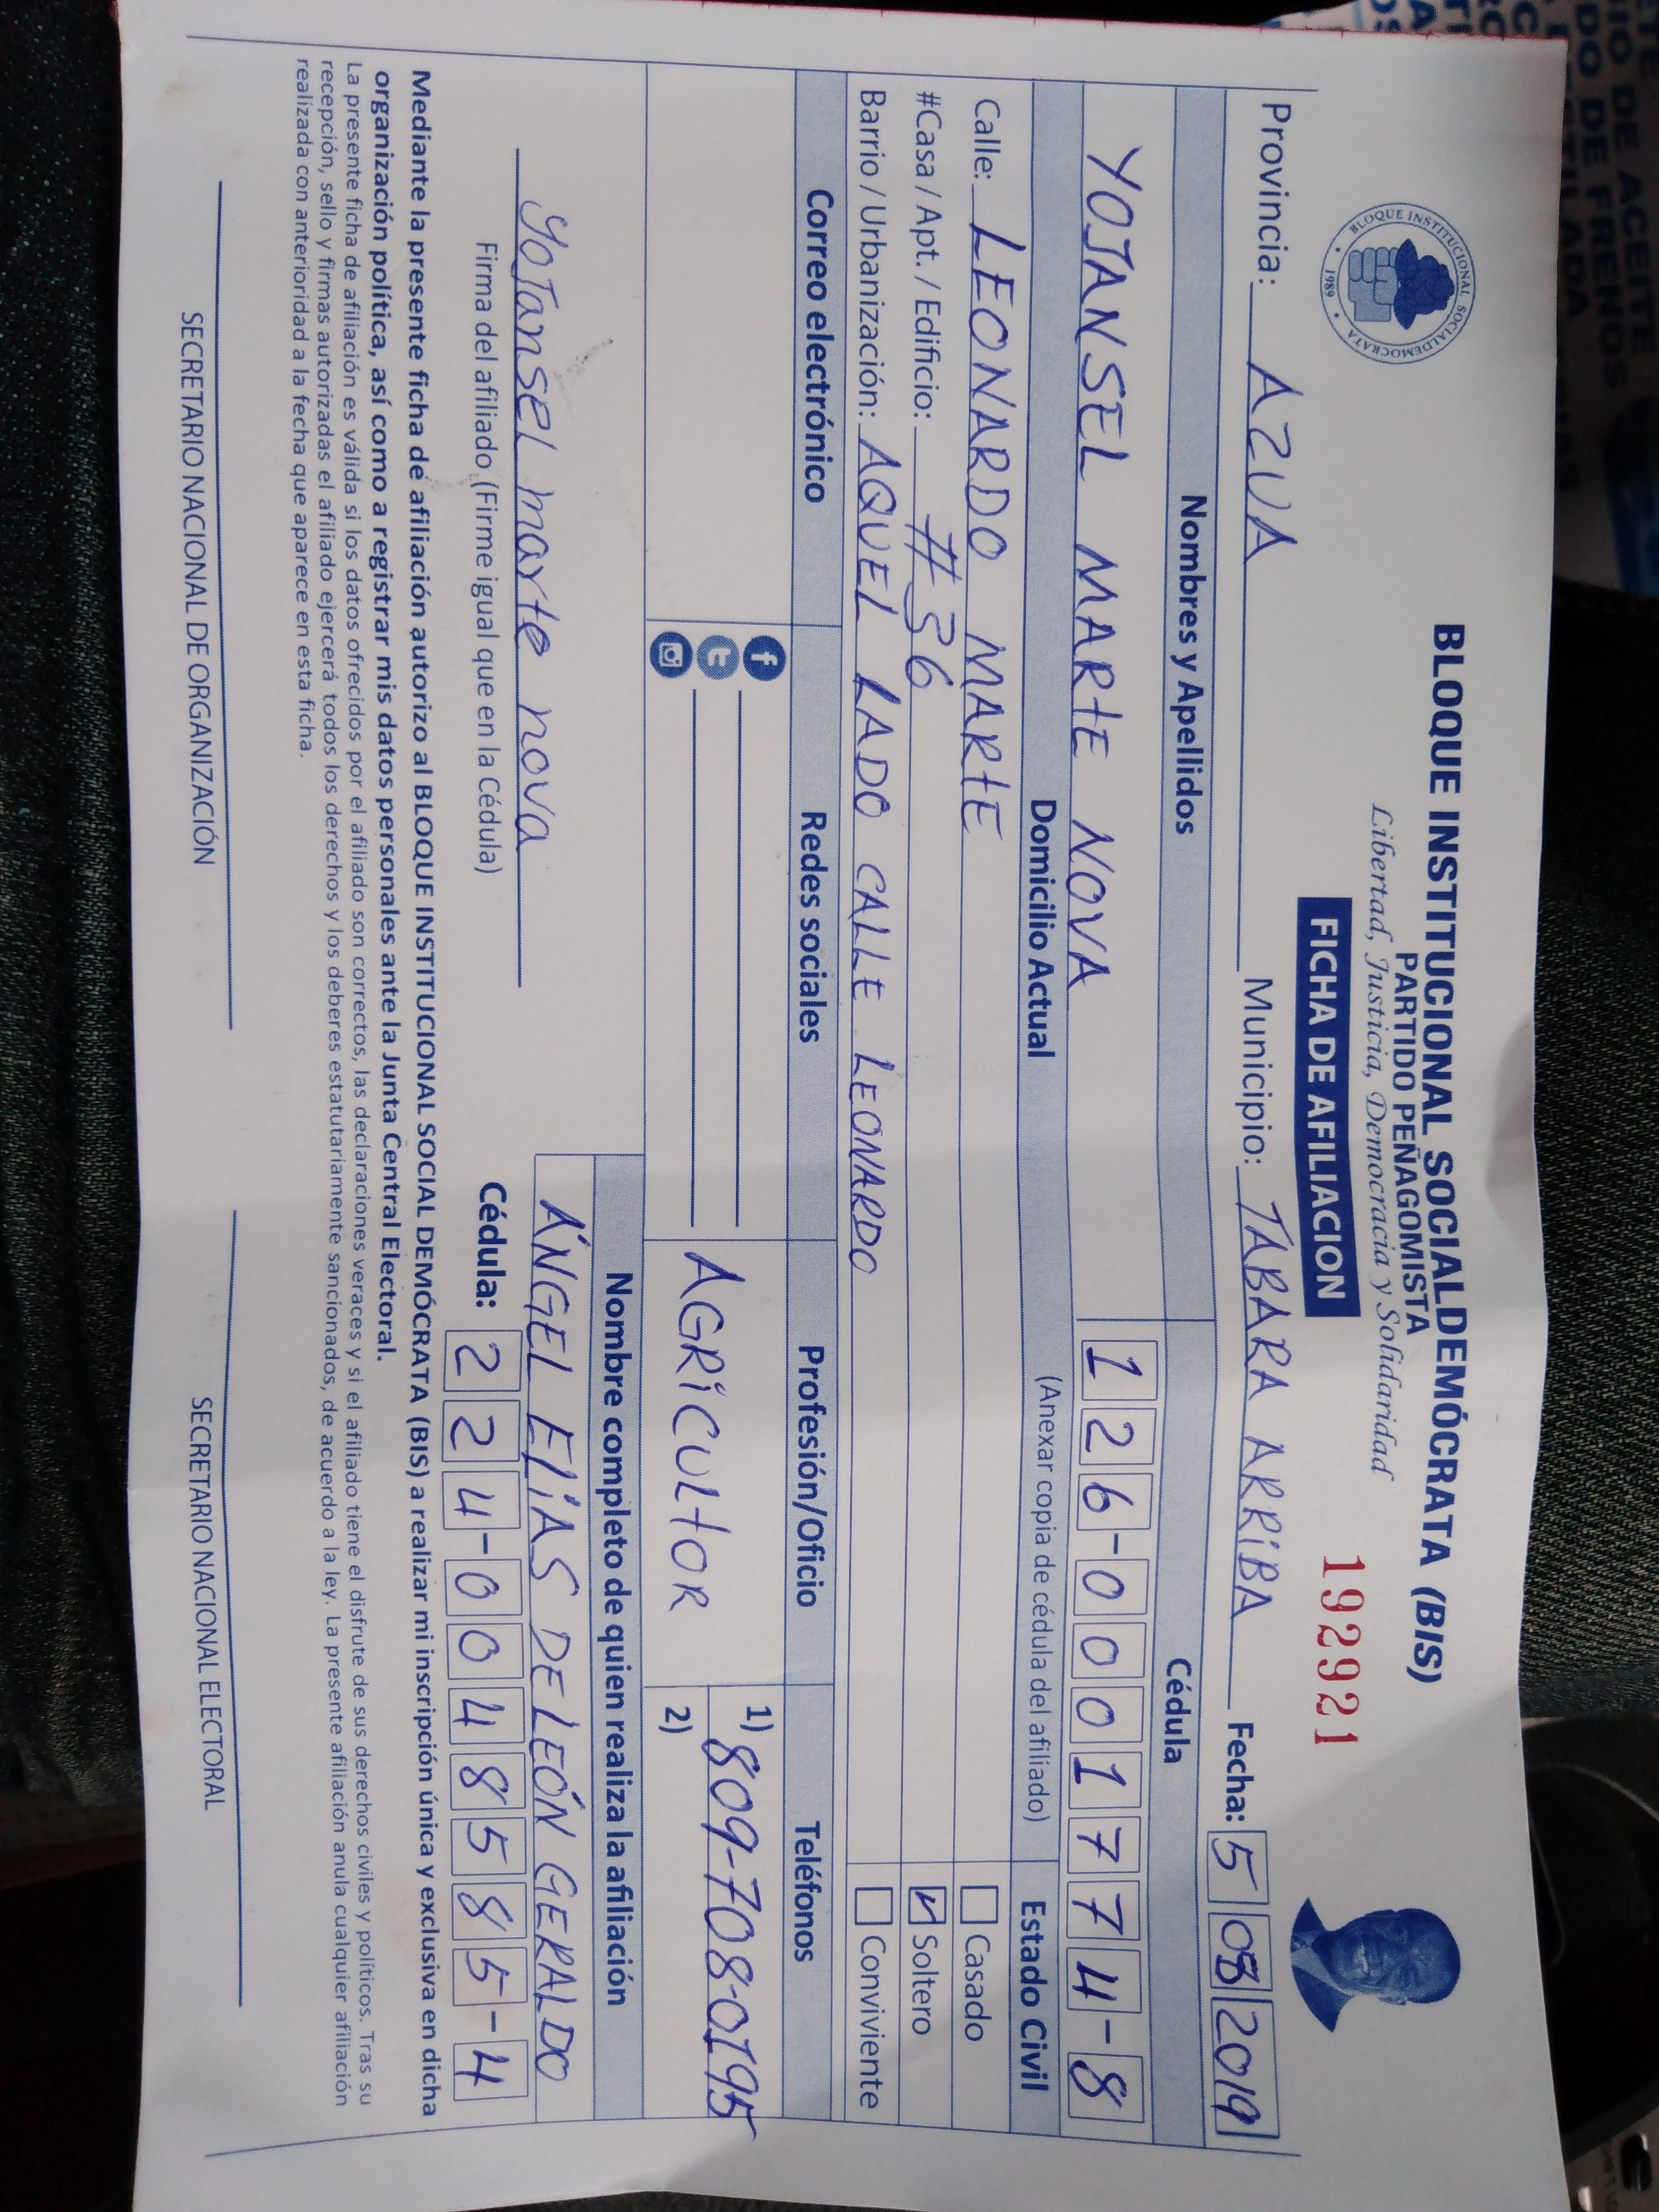 BLOQUE INSTITUCIONAL SOCIALDEMÓCRATA (BIS)
PARTIDO PEÑAGOMISTA
Libertad, Justicia, Democracia y Solidaridad
BLOQUE INSTITUCIONAL SOCIALDEMOCRATA
1989
FICHA DE AFILIACION
192921
Provincia: AZUA Municipio: TABARA ARRiBA Fecha: 5 08 2019
Nombres y Apellidos Cédula
YOJANSEL MARtE NOVA 126-0001774-8
Domicilio Actual (Anexar copia de cédula del afiliado) Estado Civil
Calle: LEONARDO MARtE Casado
#Casa / Apt. / Edificio: #36 Soltero
Barrio / Urbanización: AQUEL LADO CALLE LEONARDO Conviviente
Correo electrónico Redes sociales Profesión/Oficio Teléfonos
AGRiCULtOR 1) 809-708-0195
2)
Nombre completo de quien realiza la afiliación
Yojansel marte nova ÁNGEL ELiAS DE LEÓN GERALDO
Firma del afiliado (Firme igual que en la Cédula) Cédula: 224-0048585-4
Mediante la presente ficha de afiliación autorizo al BLOQUE INSTITUCIONAL SOCIAL DEMÓCRATA (BIS) a realizar mi inscripción única y exclusiva en dicha
organización política, así como a registrar mis datos personales ante la Junta Central Electoral.
La presente ficha de afiliación es válida si los datos ofrecidos por el afiliado son correctos, las declaraciones veraces y si el afiliado tiene el disfrute de sus derechos civiles y políticos. Tras su
recepción, sello y firmas autorizadas el afiliado ejercerá todos los derechos y los deberes estatutariamente sancionados, de acuerdo a la ley. La presente afiliación anula cualquier afiliación
realizada con anterioridad a la fecha que aparece en esta ficha.
SECRETARIO NACIONAL DE ORGANIZACIÓN SECRETARIO NACIONAL ELECTORAL